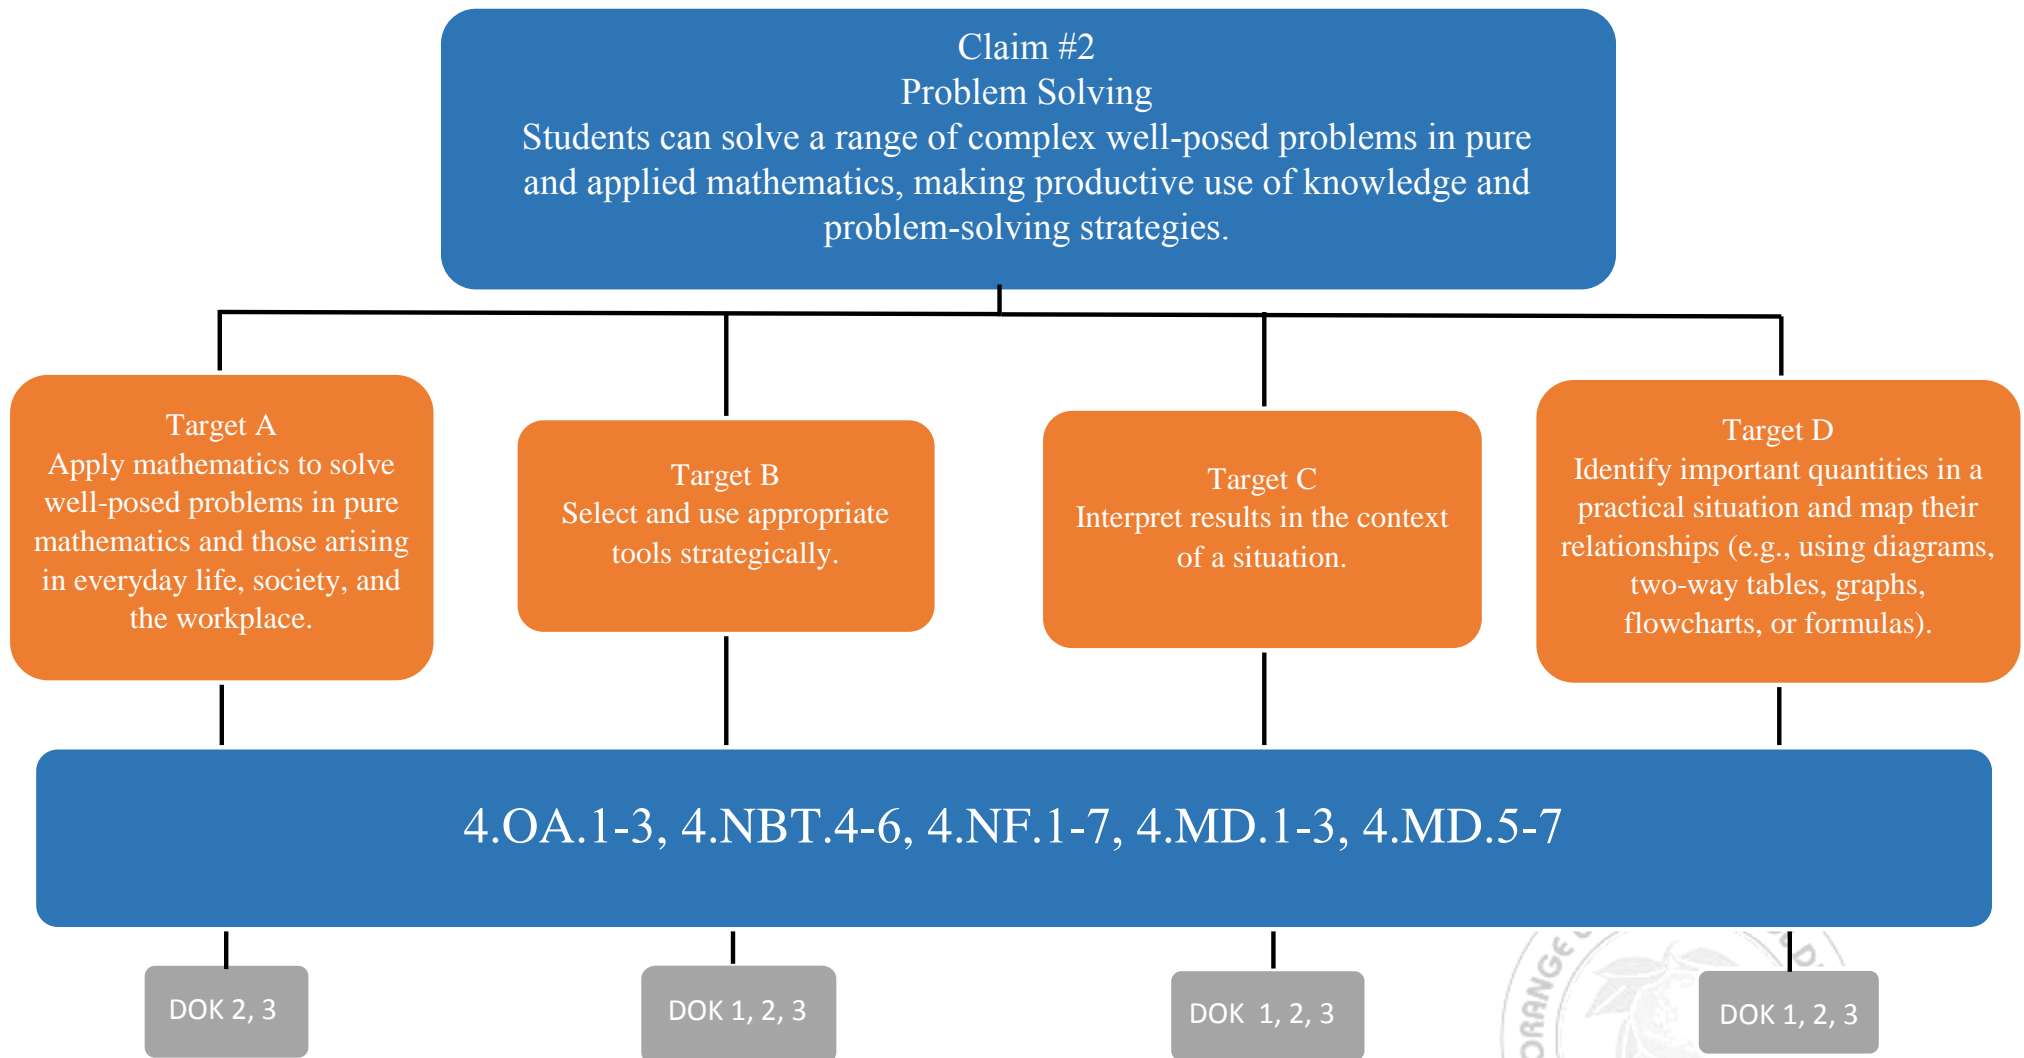 Claim #2
Problem Solving
Students can solve a range of complex well-posed problems in pure
and applied mathematics, making productive use of knowledge and
problem-solving strategies.
Target A
Apply mathematics to solve
well-posed problems in pure
mathematics and those arising
in everyday life, society, and
the workplace.
Target B
Select and use appropriate
tools strategically.
Target C
Interpret results in the context
of a situation.
Target D
Identify important quantities in a
practical situation and map their
relationships (e.g., using diagrams,
two-way tables, graphs,
flowcharts, or formulas).
4.OA.1-3, 4.NBT.4-6, 4.NF.1-7, 4.MD.1-3, 4.MD.5-7
DOK 2, 3
DOK 1, 2, 3
DOK 1, 2, 3
DOK 1, 2, 3
ORANGE